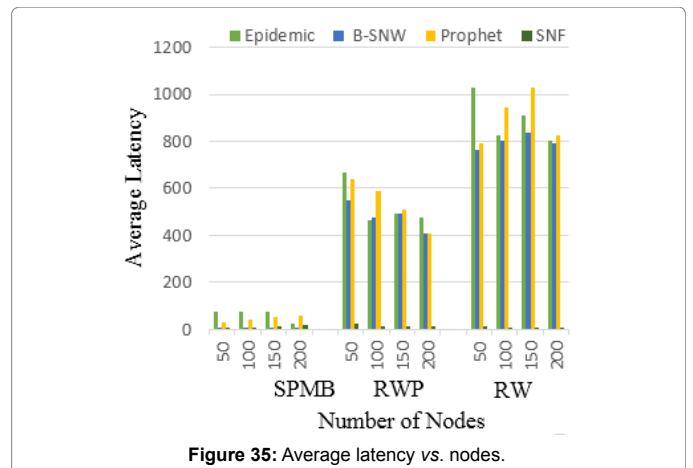 Epidemic B-SNW Prophet SNF
1200
1000
800
600
400
200
0
Average Latency
50 100 150 200 50 100 150 200 50 100 150 200
SPMB RWP RW
Number of Nodes
Figure 35: Average latency vs. nodes.